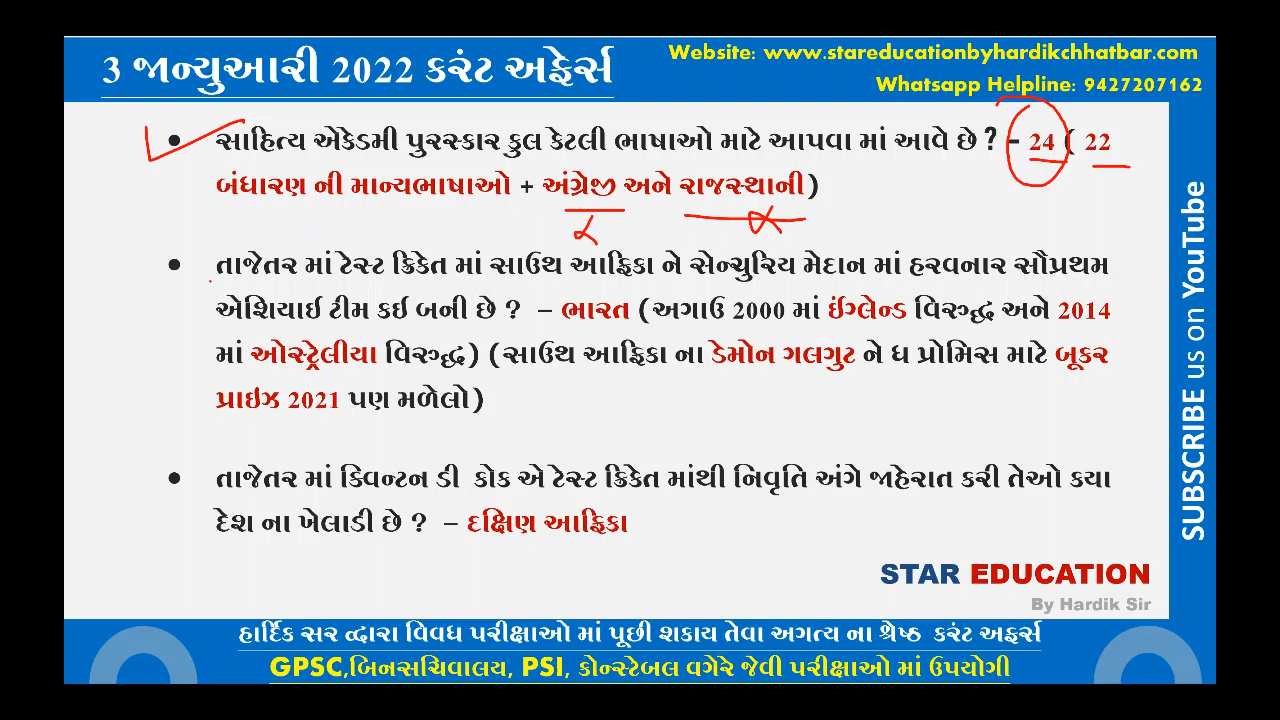 3 જાન્યુઆરી 2022 કરંટ અફેર્સ
Website: www.stareducationbyhardikchhatbar.com
Whatsapp Helpline: 9427207162
• સાહિત્ય એકેડમી પુરસ્કાર કુલ કેટલી ભાષાઓ માટે આપવા માં આવે છે ? – 24 ( 22
બંધારણ ની માન્યભાષાઓ + અંગ્રેજી અને રાજસ્થાની )
• તાજેતર માં ટેસ્ટ ક્રિકેત માં સાઉથ આફ્રિકા ને સેન્ચુરિય મેદાન માં હરવનાર સૌપ્રથમ
એશિયાઇ ટીમ કઇ બની છે ? – ભારત (અગાઉ 2000 માં ઈંગ્લેન્ડ વિરુદ્ધ અને 2014
માં ઓસ્ટ્રેલીયા વિરુદ્ધ) (સાઉથ આફ્રિકા ના ડેમોન ગલગુટ ને ધ પ્રોમિસ માટે બૂકર
પ્રાઇઝ 2021 પણ મળેલો)
• તાજેતર માં ક્વિન્ટન ડી કોક એ ટેસ્ટ ક્રિકેત માંથી નિવૃતિ અંગે જાહેરાત કરી તેઓ કયા
દેશ ના ખેલાડી છે ? – દક્ષિણ આફ્રિકા
SUBSCRIBE us on YouTube
STAR EDUCATION
By Hardik Sir
હાર્દિક સર દ્વારા વિવધ પરીક્ષાઓ માં પૂછી શકાય તેવા અગત્ય ના શ્રેષ્ઠ કરંટ અફર્સ
GPSC,બિનસચિવાલય, PSI, કોન્સ્ટેબલ વગેરે જેવી પરીક્ષાઓ માં ઉપયોગી